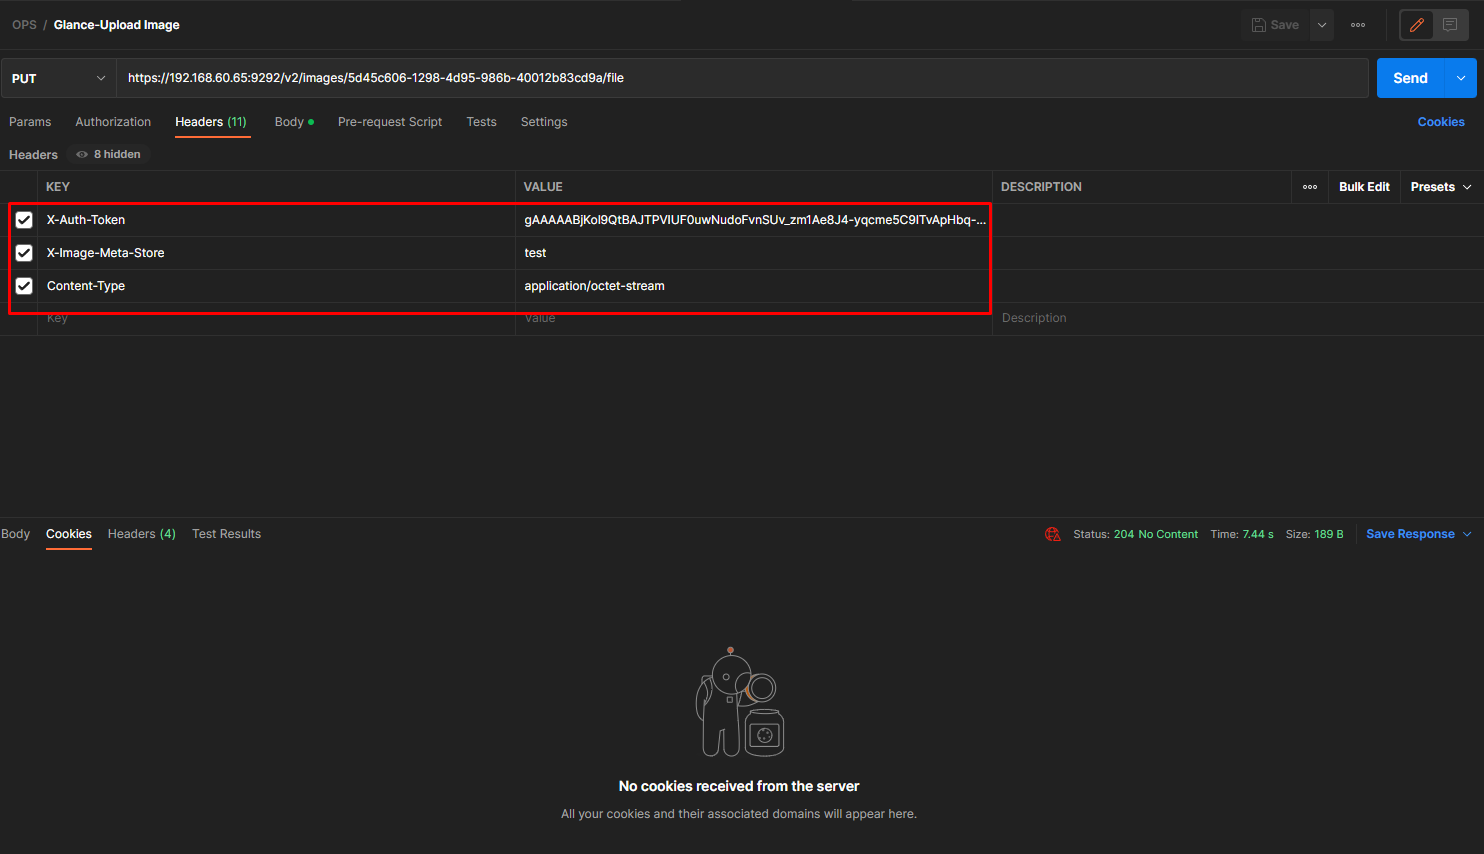 OPS / Glance-Upload Image
Save
PUT
https://192.168.60.65:9292/v2/images/5d45c606-1298-4d95-986b-40012b83cd9a/file
Send
Params Authorization Headers (11) Body Pre-request Script Tests Settings Cookies
Headers 8 hidden
KEY VALUE DESCRIPTION Bulk Edit Presets
X-Auth-Token gAAAAABjKol9QtBAJTPVIUF0uwNudoFvnSUv_zm1Ae8J4-yqcme5C9ITvApHbq-...
X-Image-Meta-Store test
Content-Type application/octet-stream
Key Value Description
Body Cookies Headers (4) Test Results Status: 204 No Content Time: 7.44 s Size: 189 B Save Response
No cookies received from the server
All your cookies and their associated domains will appear here.